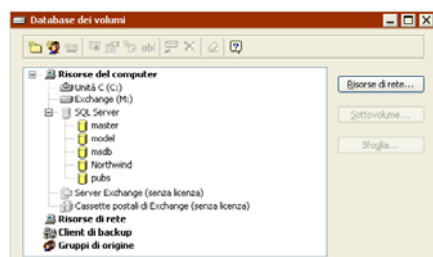 Database dei volumi
abl
Risorse del computer
Unità C (C:)
Exchange (M:)
SQL Server
master
model
msdb
Northwind
pubs
Server Exchange (senza licenza)
Cassette postali di Exchange (senza licenza)
Risorse di rete
Client di backup
Gruppi di origine
Risorse di rete...
Sottovolume...
Sfoglia...